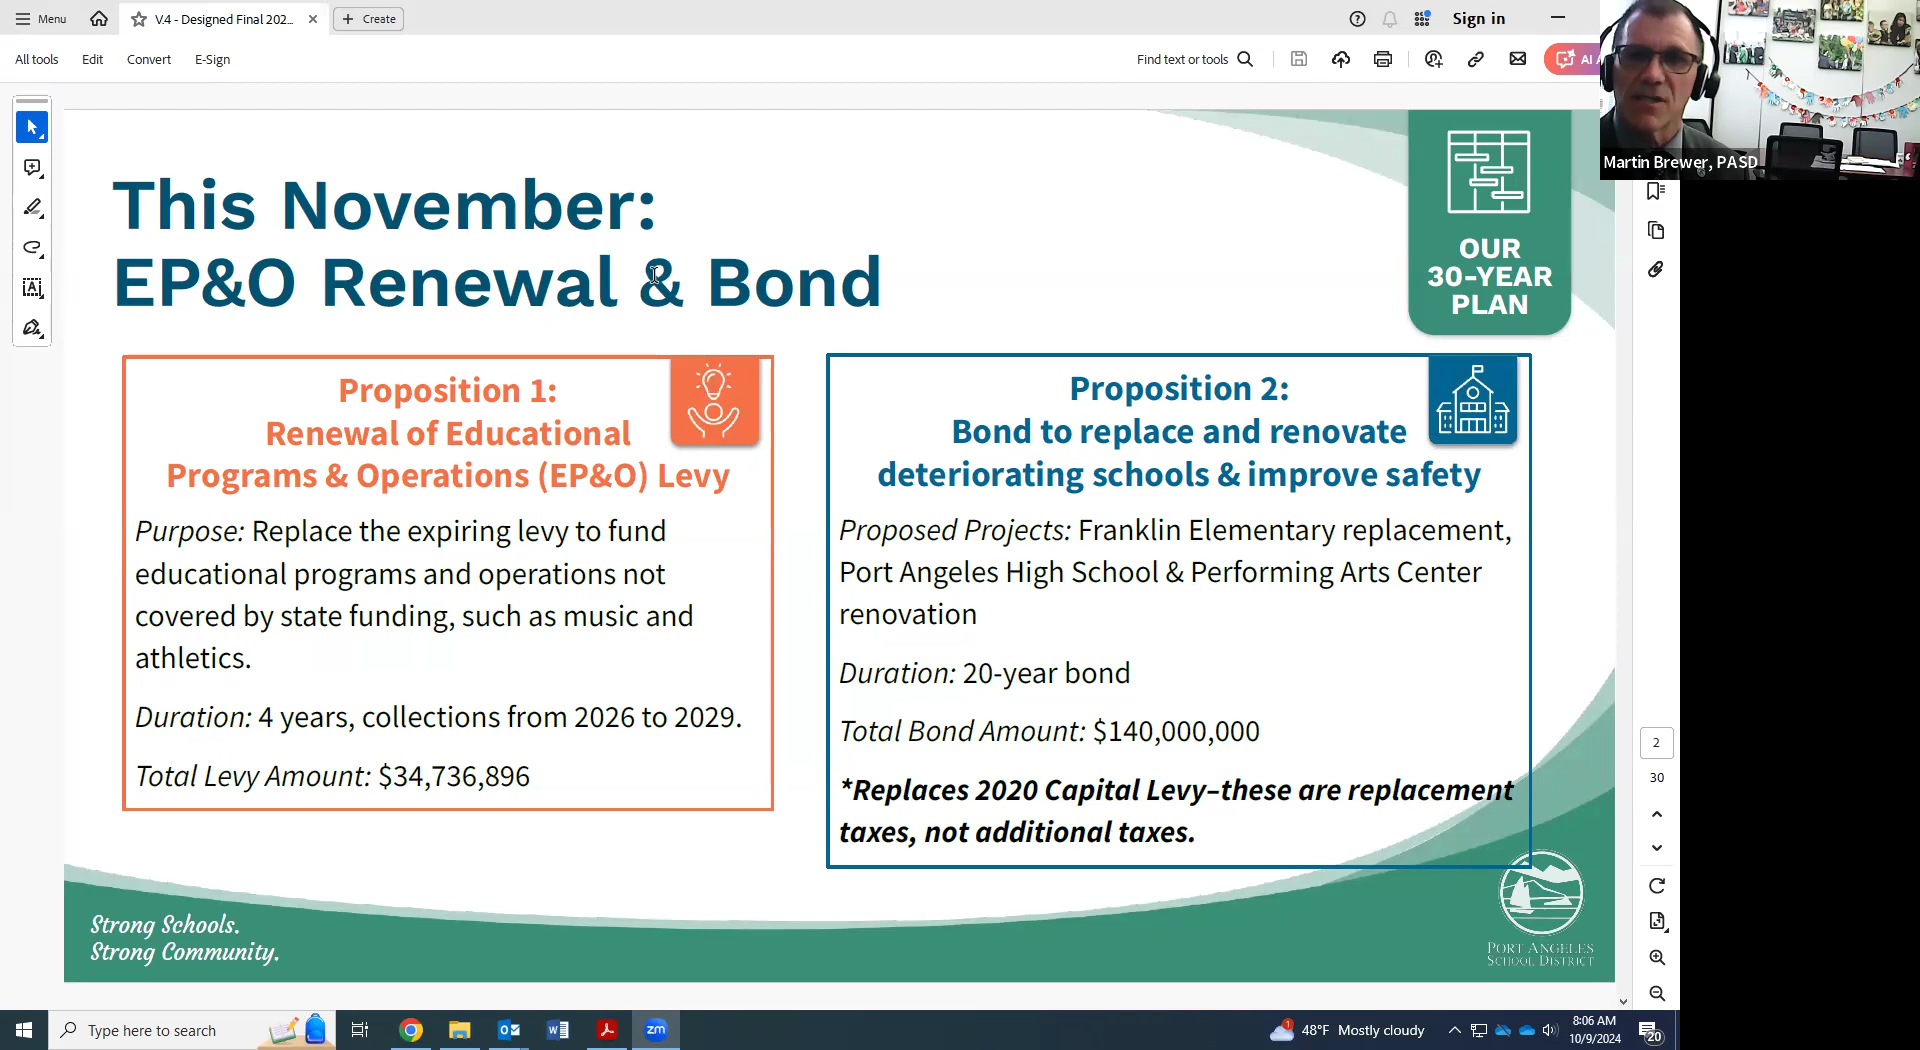 Menu
V.4 - Designed Final 202...
Create
Sign in
All tools
Edit
Convert
E-Sign
Find text or tools
AI
Martin Brewer, PASD
This November:
EP&O Renewal & Bond
OUR
30-YEAR
PLAN
Proposition 1:
Renewal of Educational
Programs & Operations (EP&O) Levy
Purpose: Replace the expiring levy to fund
educational programs and operations not
covered by state funding, such as music and
athletics.
Duration: 4 years, collections from 2026 to 2029.
Total Levy Amount: $34,736,896
Proposition 2:
Bond to replace and renovate
deteriorating schools & improve safety
Proposed Projects: Franklin Elementary replacement,
Port Angeles High School & Performing Arts Center
renovation
Duration: 20-year bond
Total Bond Amount: $140,000,000
*Replaces 2020 Capital Levy–these are replacement
taxes, not additional taxes.
2
30
Strong Schools.
Strong Community.
PORT ANGELES
SCHOOL DISTRICT
Type here to search
zm
1
48°F Mostly cloudy
8:06 AM
10/9/2024
20